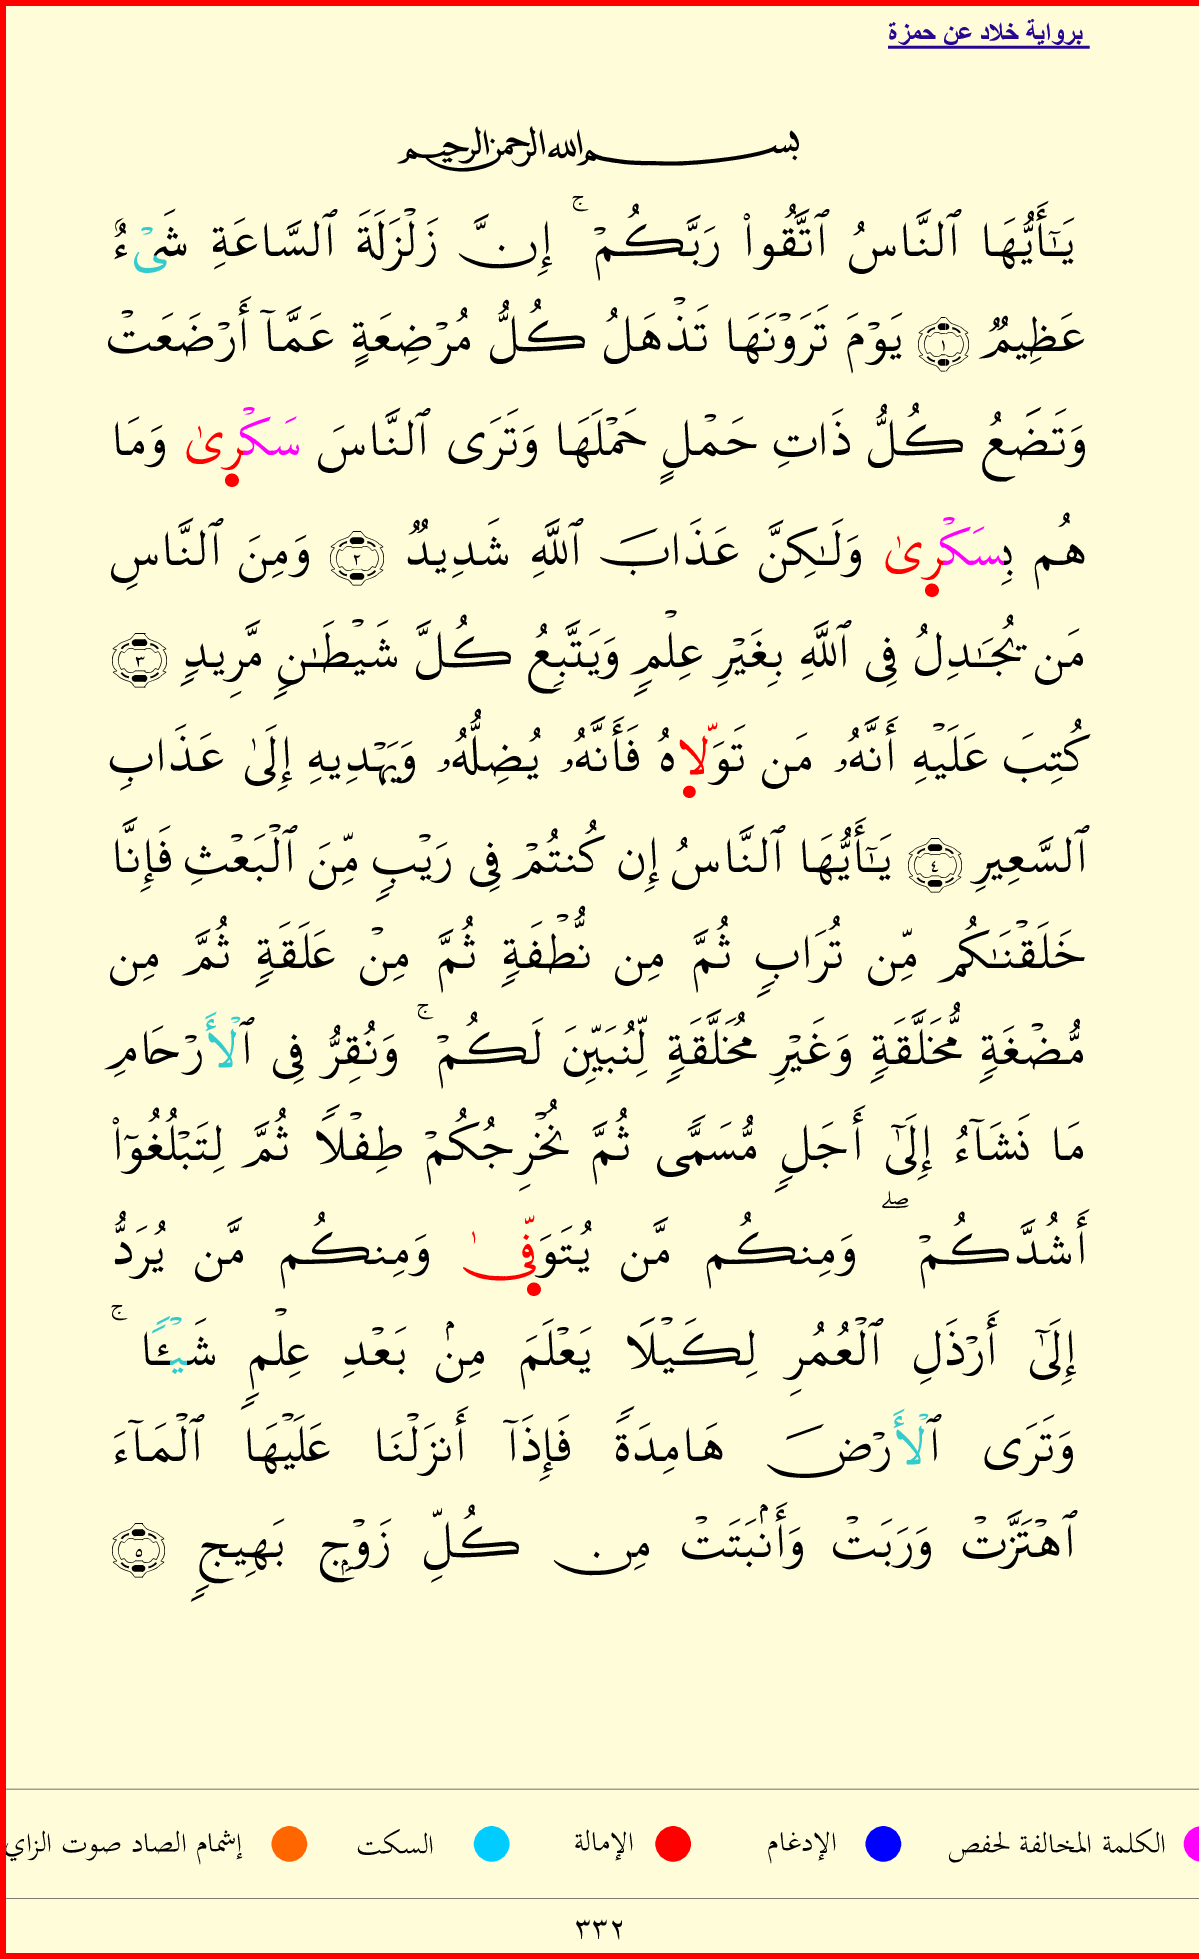 برواية خلاد عن حمزة
بسم الله الرحمن الرحيم
يَـٰٓأَيُّهَا ٱلنَّاسُ ٱتَّقُوا۟ رَبَّكُمْ ۚ إِنَّ زَلْزَلَةَ ٱلسَّاعَةِ شَىْءٌ
عَظِيمٌ ١ يَوْمَ تَرَوْنَهَا تَذْهَلُ كُلُّ مُرْضِعَةٍ عَمَّآ أَرْضَعَتْ
وَتَضَعُ كُلُّ ذَاتِ حَمْلٍ حَمْلَهَا وَتَرَى ٱلنَّاسَ سَكْرِىٰ وَمَا
هُم بِسَكْرِىٰ وَلَـٰكِنَّ عَذَابَ ٱللَّهِ شَدِيدٌ ٢ وَمِنَ ٱلنَّاسِ
مَن يُجَـٰدِلُ فِى ٱللَّهِ بِغَيْرِ عِلْمٍ وَيَتَّبِعُ كُلَّ شَيْطَـٰنٍ مَّرِيدٍ ٣
كُتِبَ عَلَيْهِ أَنَّهُۥ مَن تَوَلَّاهُ فَأَنَّهُۥ يُضِلُّهُۥ وَيَهْدِيهِ إِلَىٰ عَذَابِ
ٱلسَّعِيرِ ٤ يَـٰٓأَيُّهَا ٱلنَّاسُ إِن كُنتُمْ فِى رَيْبٍ مِّنَ ٱلْبَعْثِ فَإِنَّا
خَلَقْنَـٰكُم مِّن تُرَابٍ ثُمَّ مِن نُّطْفَةٍ ثُمَّ مِنْ عَلَقَةٍ ثُمَّ مِن
مُّضْغَةٍ مُّخَلَّقَةٍ وَغَيْرِ مُخَلَّقَةٍ لِّنُبَيِّنَ لَكُمْ ۚ وَنُقِرُّ فِى ٱلْأَرْحَامِ
مَا نَشَآءُ إِلَىٰٓ أَجَلٍ مُّسَمًّى ثُمَّ نُخْرِجُكُمْ طِفْلًا ثُمَّ لِتَبْلُغُوٓا۟
أَشُدَّكُمْ ۖ وَمِنكُم مَّن يُتَوَفِّىٰ وَمِنكُم مَّن يُرَدُّ
إِلَىٰٓ أَرْذَلِ ٱلْعُمُرِ لِكَيْلَا يَعْلَمَ مِنۢ بَعْدِ عِلْمٍ شَيْـًٔا ۚ
وَتَرَى ٱلْأَرْضَ هَامِدَةً فَإِذَآ أَنزَلْنَا عَلَيْهَا ٱلْمَآءَ
ٱهْتَزَّتْ وَرَبَتْ وَأَنۢبَتَتْ مِن كُلِّ زَوْجٍۭ بَهِيجٍ ٥
الكلمة المخالفة لحفص الإدغام الإمالة السكت إشمام الصاد صوت الزاي
٣٣٢